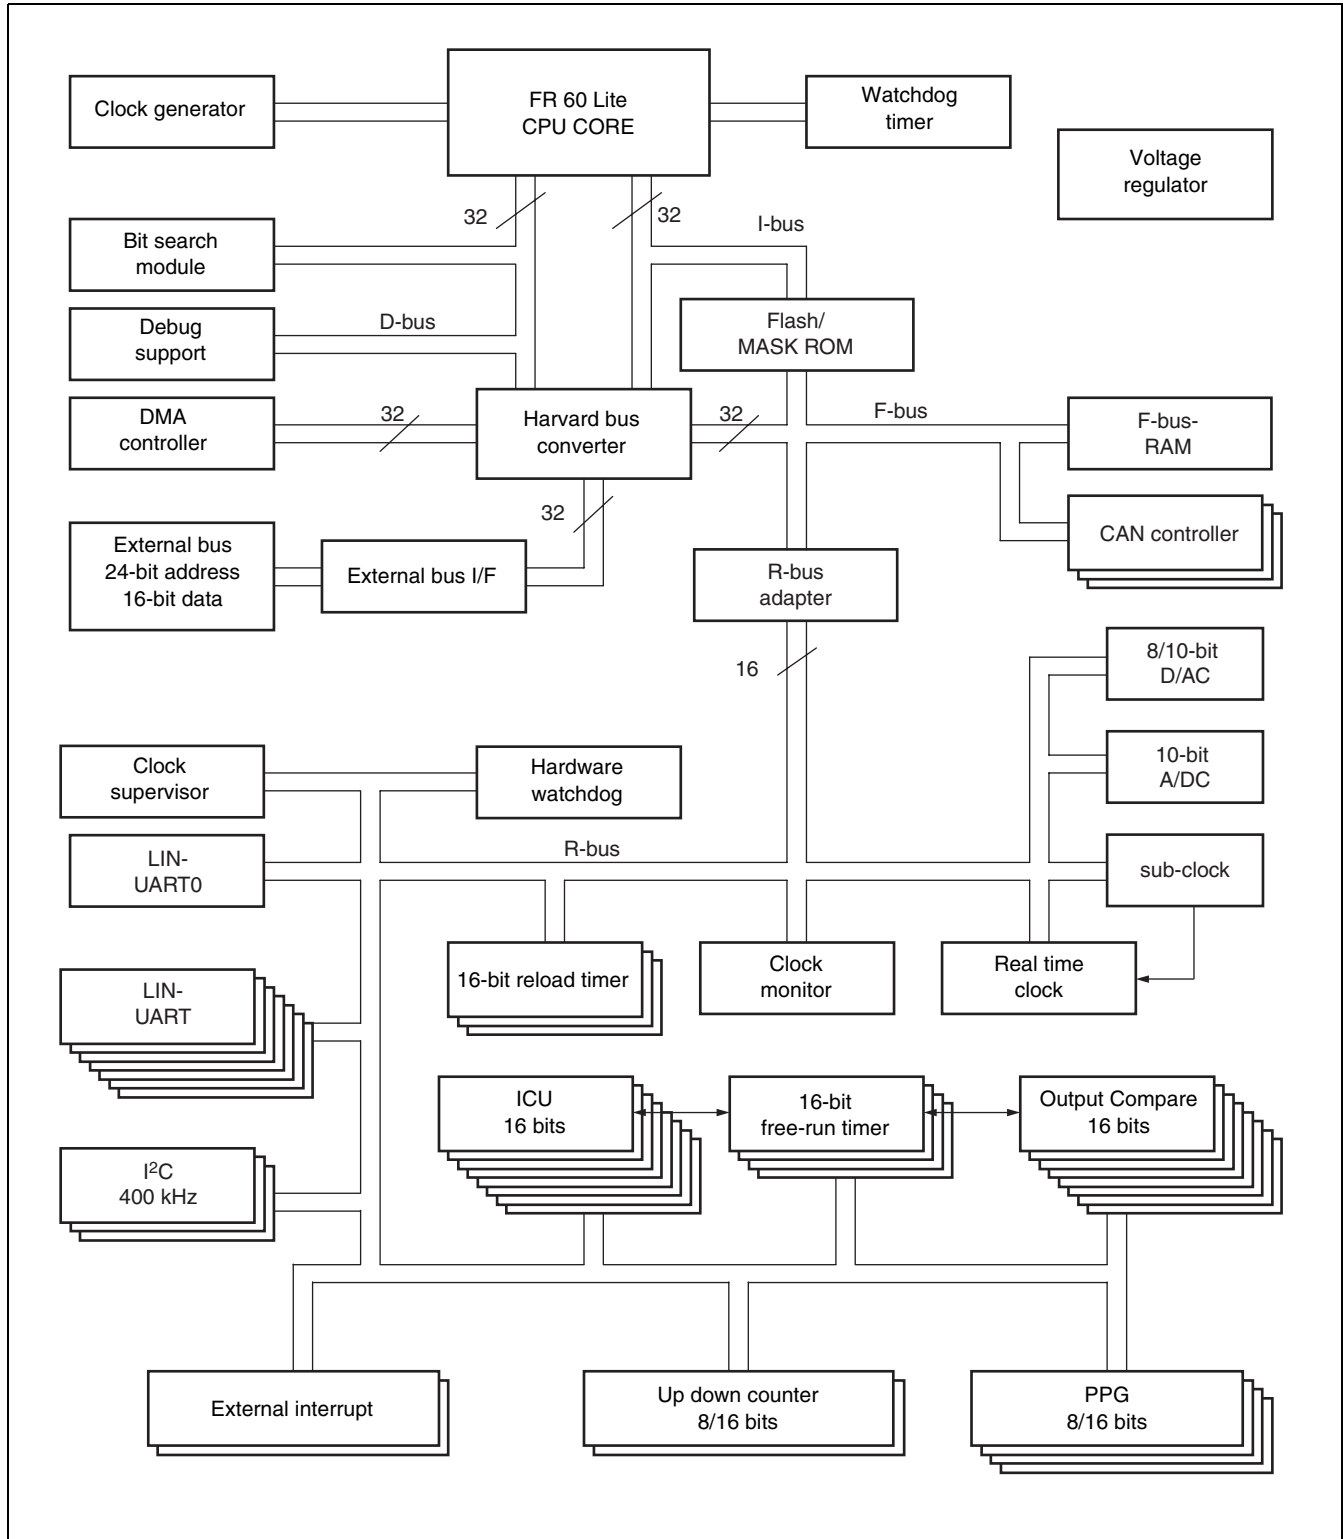 Clock generator
FR 60 Lite
CPU CORE
Watchdog
timer
Voltage
regulator
32
32
I-bus
Bit search
module
Debug
support
D-bus
Flash/
MASK ROM
DMA
controller
32
Harvard bus
converter
32
F-bus
F-bus-
RAM
External bus
24-bit address
16-bit data
External bus I/F
32
CAN controller
R-bus
adapter
16
8/10-bit
D/AC
Clock
supervisor
Hardware
watchdog
10-bit
A/DC
LIN-
UART0
R-bus
sub-clock
LIN-
UART
16-bit reload timer
Clock
monitor
Real time
clock
ICU
16 bits
16-bit
free-run timer
Output Compare
16 bits
I²C
400 kHz
External interrupt
Up down counter
8/16 bits
PPG
8/16 bits